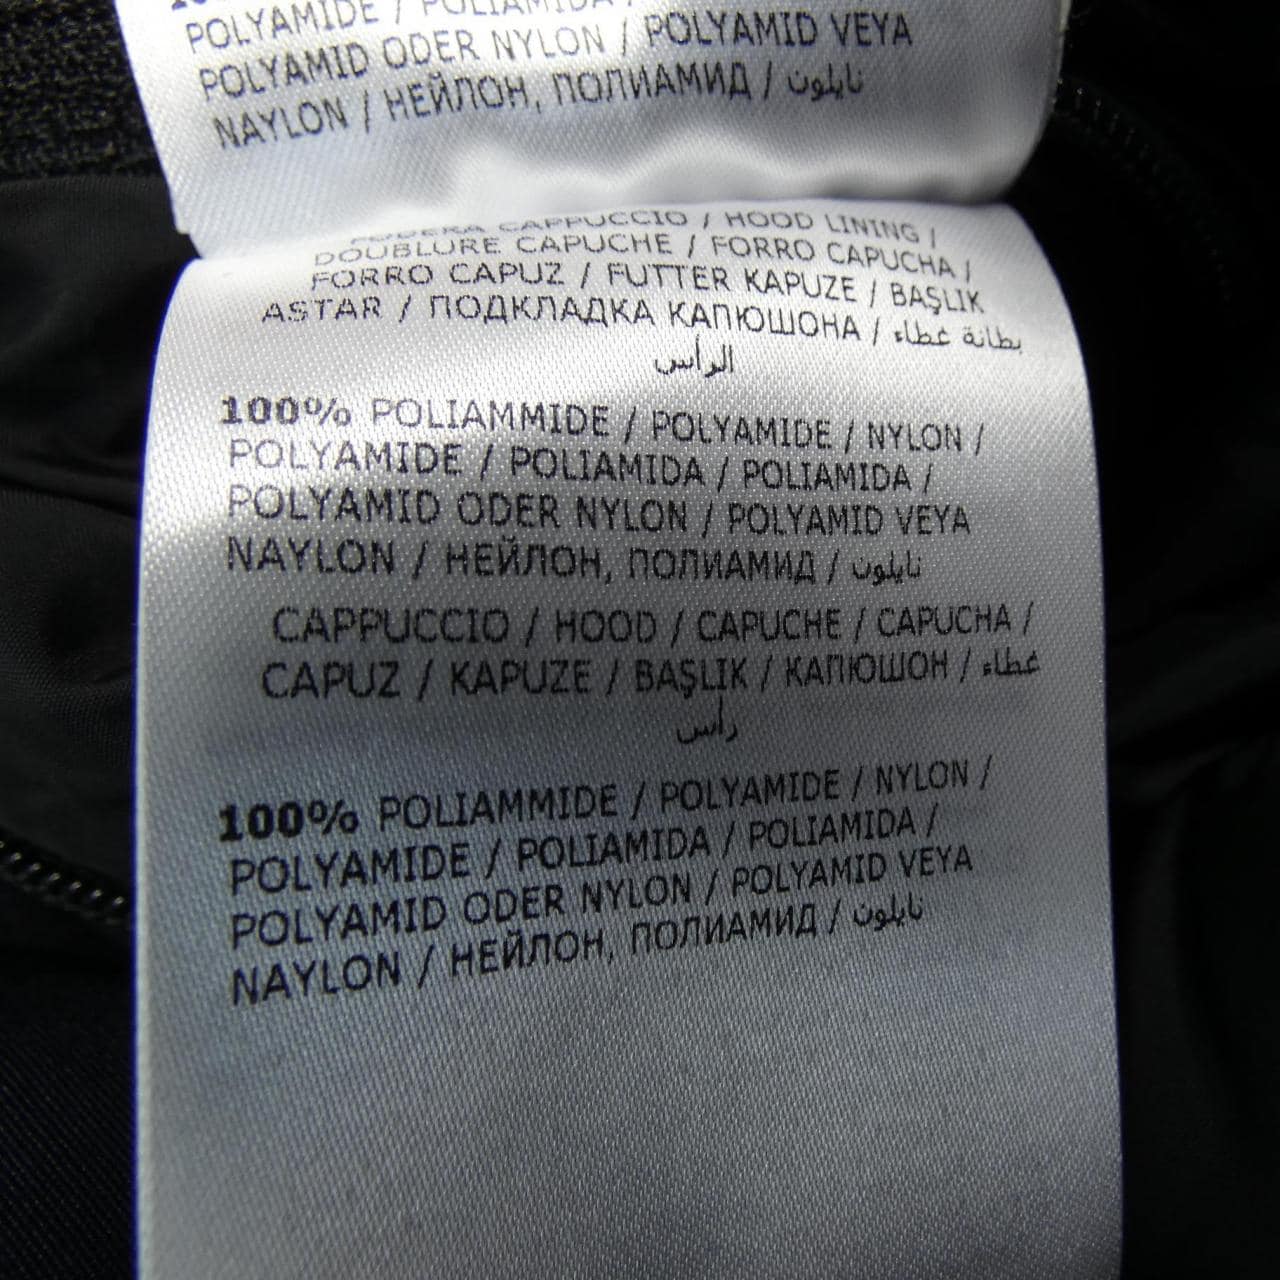 POLYAMIDE / POLIAMIDA /
POLYAMID ODER NYLON / POLYAMID VEYA
NAYLON / НЕЙЛОН, ПОЛИАМИД / نايلون
CAPPUCCIO / HOOD LINING /
DOUBLURE CAPUCHE / FORRO CAPUCHA /
FORRO CAPUZ / FUTTER KAPUZE / BAŞLIK
ASTAR / ПОДКЛАДКА КАПЮШОНА / بطانة غطاء
الرأس
100% POLIAMMIDE / POLYAMIDE / NYLON /
POLYAMIDE / POLIAMIDA / POLIAMIDA /
POLYAMID ODER NYLON / POLYAMID VEYA
NAYLON / НЕЙЛОН, ПОЛИАМИД / نايلون
CAPPUCCIO / HOOD / CAPUCHE / CAPUCHA /
CAPUZ / KAPUZE / BAŞLIK / КАПЮШОН / غطاء
رأس
100% POLIAMMIDE / POLYAMIDE / NYLON /
POLYAMIDE / POLIAMIDA / POLIAMIDA /
POLYAMID ODER NYLON / POLYAMID VEYA
NAYLON / НЕЙЛОН, ПОЛИАМИД / نايلون